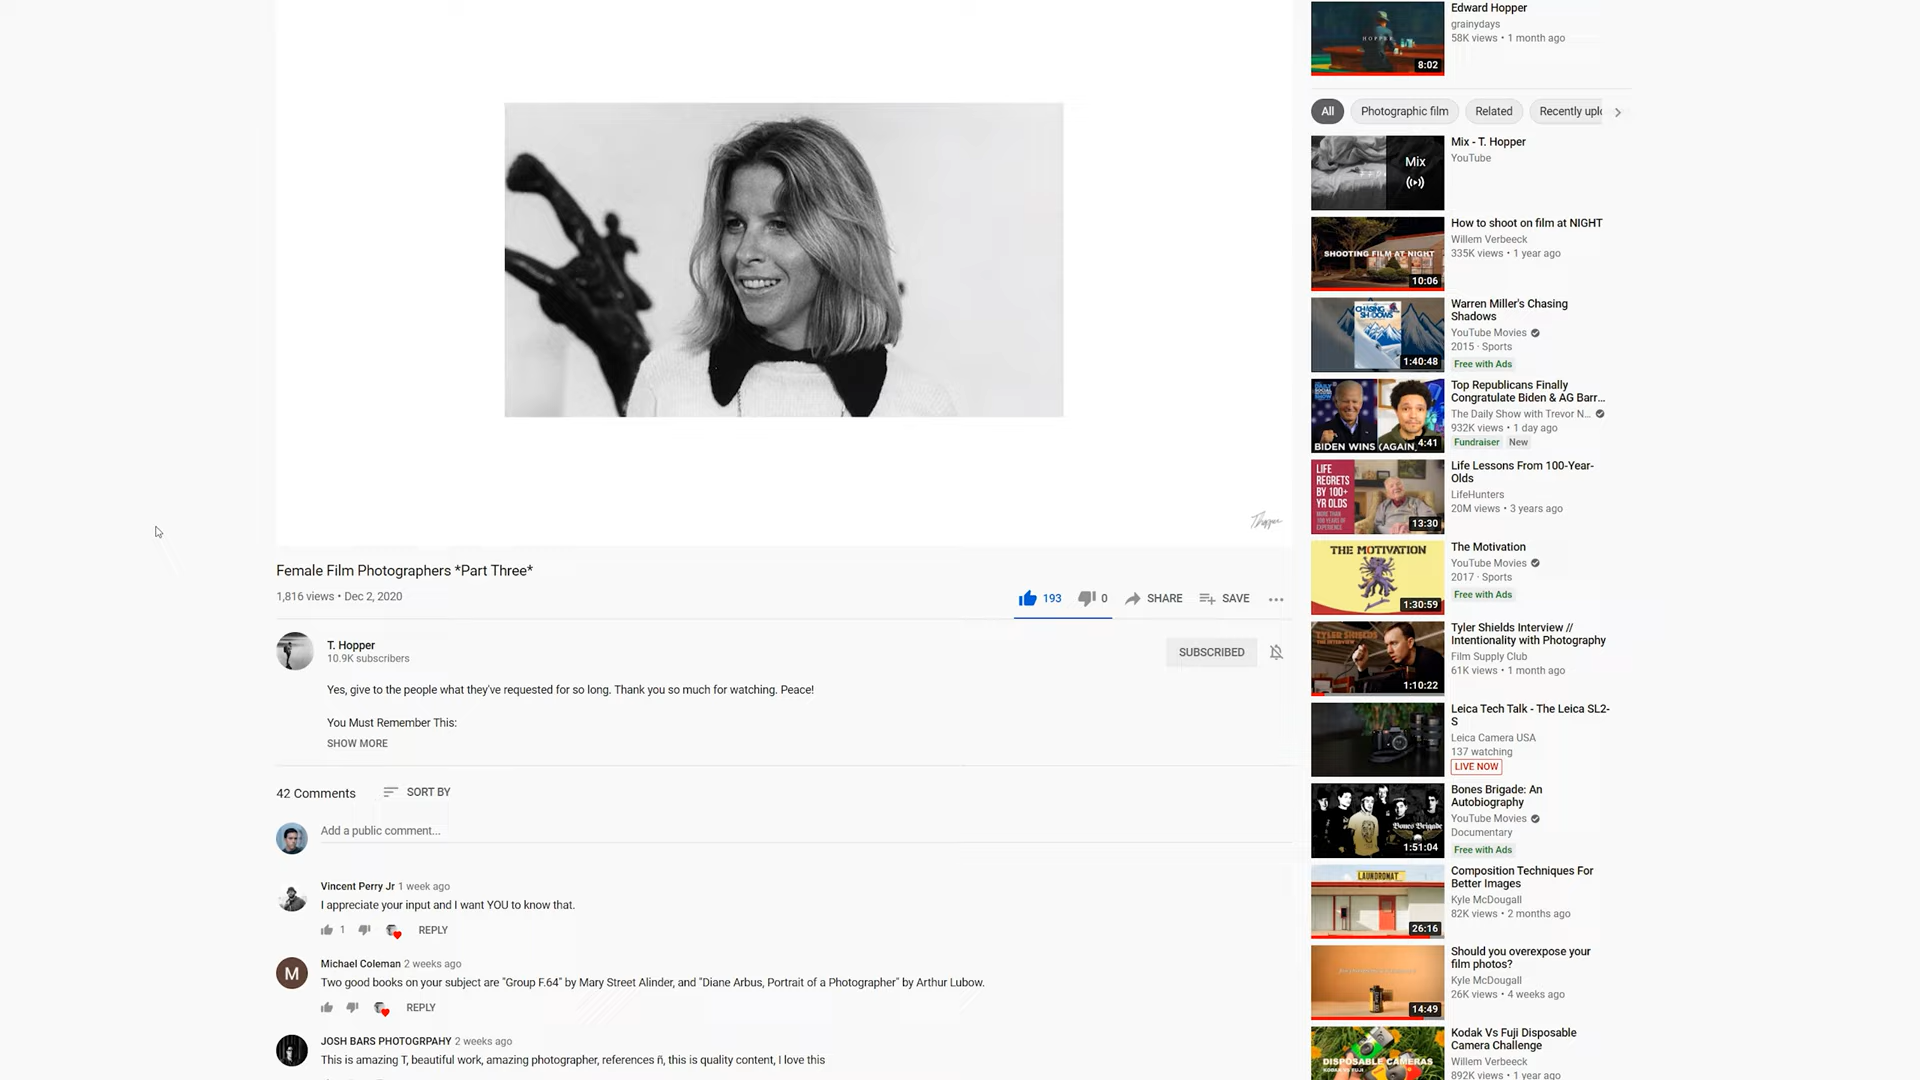 Female Film Photographers *Part Three*
1,816 views • Dec 2, 2020
193
0
SHARE
SAVE
T. Hopper
10.9K subscribers
SUBSCRIBED
Yes, give to the people what they've requested for so long. Thank you so much for watching. Peace!
You Must Remember This:
SHOW MORE
42 Comments
SORT BY
Add a public comment...
Vincent Perry Jr 1 week ago
I appreciate your input and I want YOU to know that.
1
REPLY
M
Michael Coleman 2 weeks ago
Two good books on your subject are "Group F.64" by Mary Street Alinder, and "Diane Arbus, Portrait of a Photographer" by Arthur Lubow.
REPLY
JOSH BARS PHOTOGRPAHY 2 weeks ago
This is amazing T, beautiful work, amazing photographer, references ñ, this is quality content, I love this
HOPPER
8:02
Edward Hopper
grainydays
58K views • 1 month ago
All
Photographic film
Related
Recently uplo
Mix
Mix - T. Hopper
YouTube
SHOOTING FILM AT NIGHT
10:06
How to shoot on film at NIGHT
Willem Verbeeck
335K views • 1 year ago
CHASING
SHADOWS
1:40:48
Warren Miller's Chasing
Shadows
YouTube Movies
2015 · Sports
Free with Ads
BIDEN WINS (AGAIN
4:41
Top Republicans Finally
Congratulate Biden & AG Barr...
The Daily Show with Trevor N...
932K views • 1 day ago
Fundraiser
New
LIFE
REGRETS
BY 100+
YR OLDS
13:30
Life Lessons From 100-Year-
Olds
LifeHunters
20M views • 3 years ago
THE MOTIVATION
1:30:59
The Motivation
YouTube Movies
2017 · Sports
Free with Ads
TYLER SHIELDS
THE INTERVIEW
1:10:22
Tyler Shields Interview //
Intentionality with Photography
Film Supply Club
61K views • 1 month ago
Leica Tech Talk - The Leica SL2-
S
Leica Camera USA
137 watching
LIVE NOW
Bones Brigade
1:51:04
Bones Brigade: An
Autobiography
YouTube Movies
Documentary
Free with Ads
LAUNDROMAT
26:16
Composition Techniques For
Better Images
Kyle McDougall
82K views • 2 months ago
14:49
Should you overexpose your
film photos?
Kyle McDougall
26K views • 4 weeks ago
DISPOSABLE CAMERAS
KODAK VS FUJI
Kodak Vs Fuji Disposable
Camera Challenge
Willem Verbeeck
892K views • 1 year ago